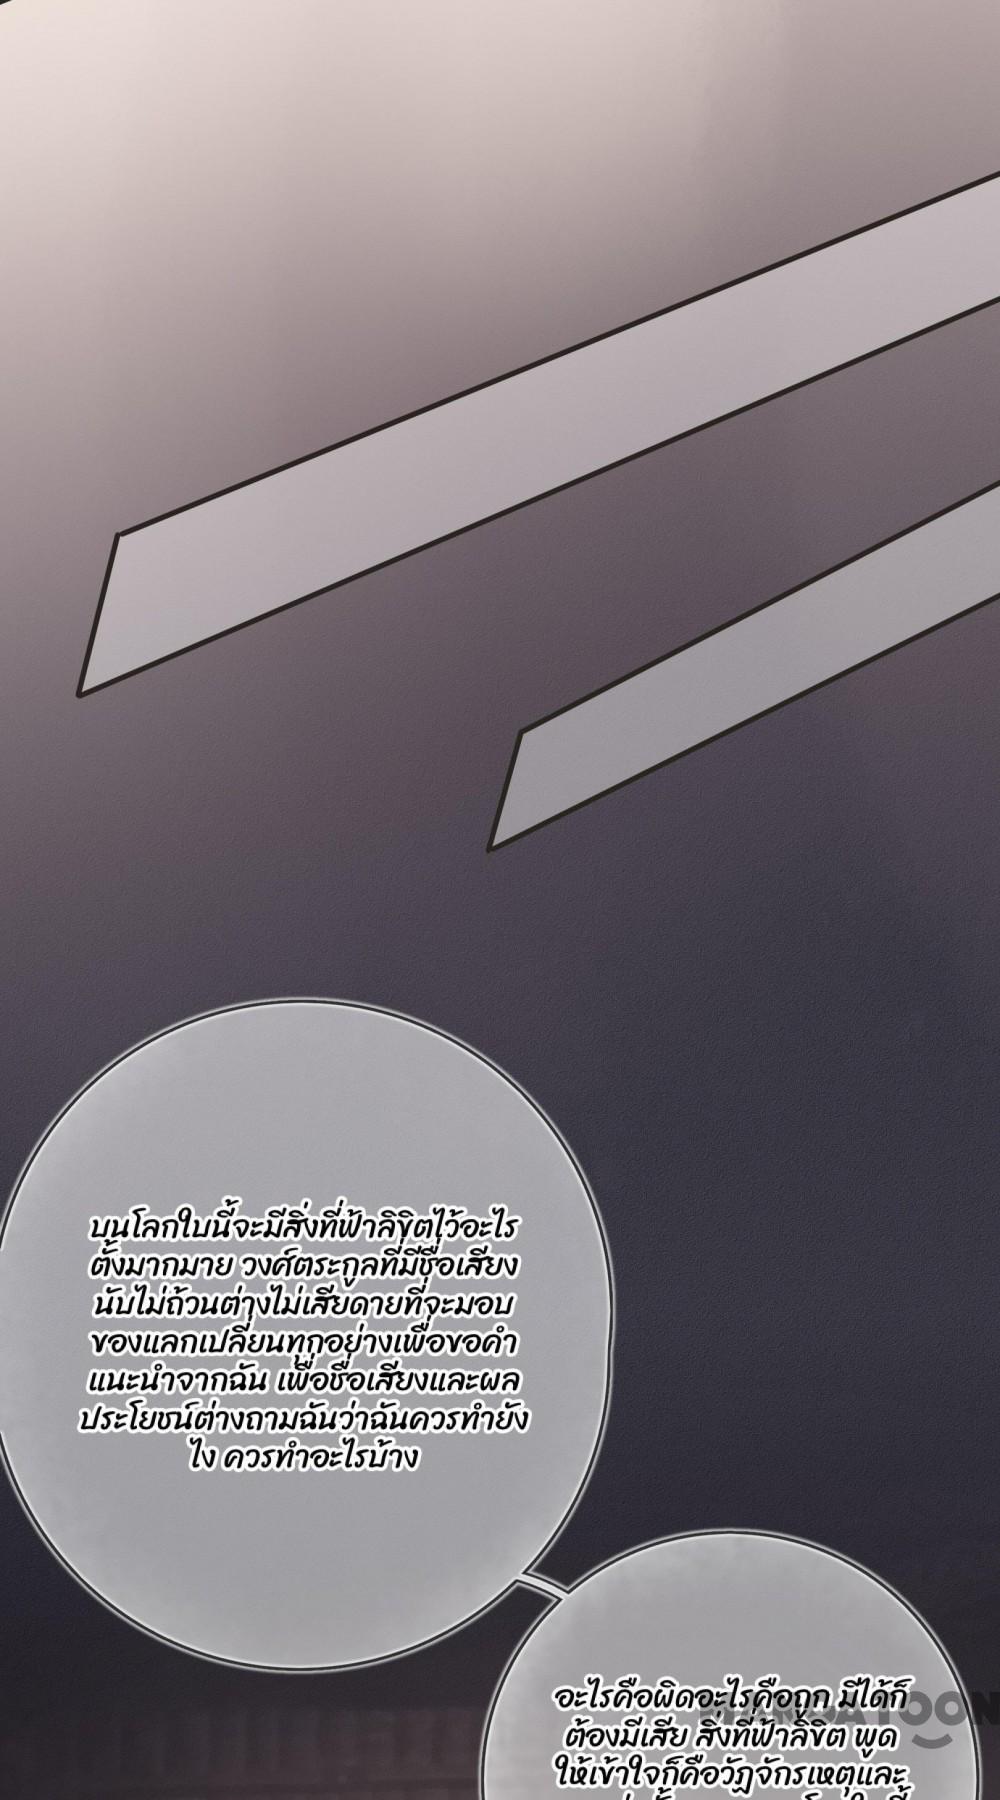 บนโลกใบนี้จะมีสิ่งที่ฟ้าลิขิตไว้อะไร
ตั้งมากมาย วงศ์ตระกูลที่มีชื่อเสียง
นับไม่ถ้วนต่างไม่เสียดายที่จะมอบ
ของแลกเปลี่ยนทุกอย่างเพื่อขอคำ
แนะนำจากฉัน เพื่อชื่อเสียงและผล
ประโยชน์ต่างถามฉันว่าฉันควรทำยัง
ไง ควรทำอะไรบ้าง
อะไรคือผิดอะไรคือถูก มีได้ก็
ต้องมีเสีย สิ่งที่ฟ้าลิขิต พูด
ให้เข้าใจก็คือวัฏจักรเหตุและ